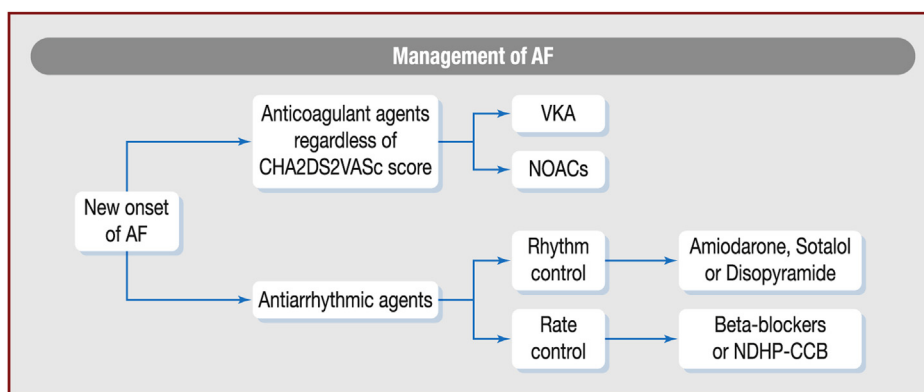 Management of AF
Anticoagulant agents
regardless of
CHA2DS2VASc score
VKA
NOACs
New onset
of AF
Antiarrhythmic agents
Rhythm
control
Amiodarone, Sotalol
or Disopyramide
Rate
control
Beta-blockers
or NDHP-CCB